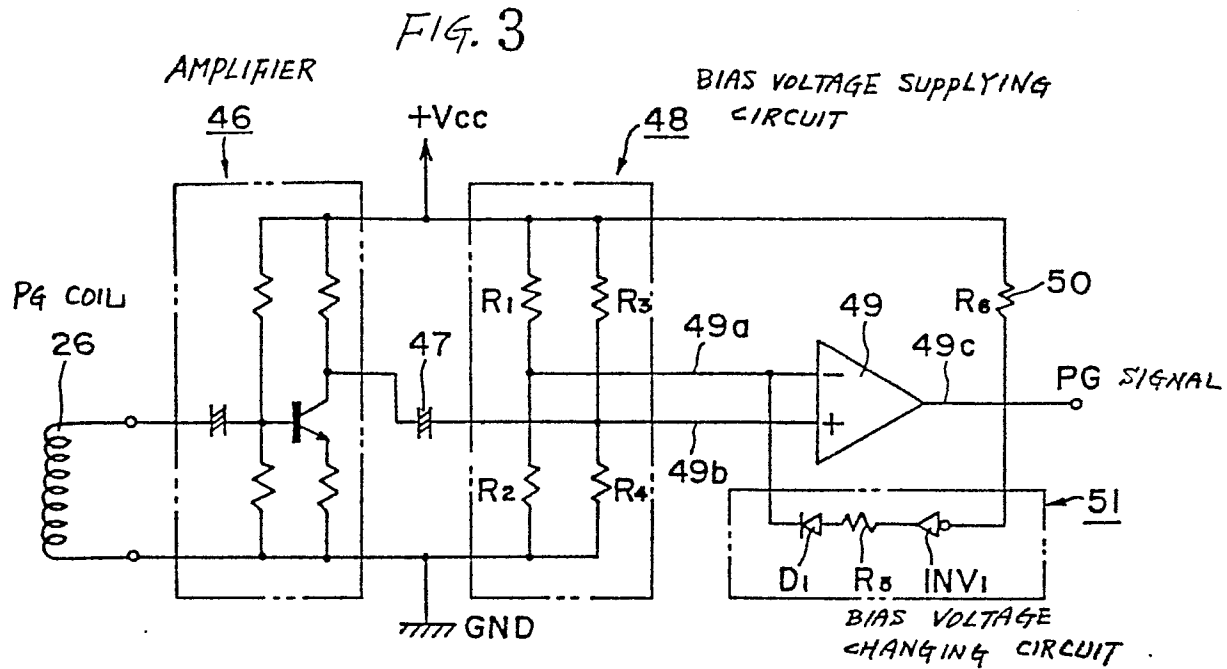 FIG. 3
AMPLIFIER
46
+Vcc
48
BIAS VOLTAGE SUPPLYING
CIRCUIT
PG COIL
26
47
R1
R3
49a
49
R6
50
49c
PG SIGNAL
R2
R4
49b
51
D1
R5
INV1
GND
BIAS VOLTAGE
CHANGING CIRCUIT